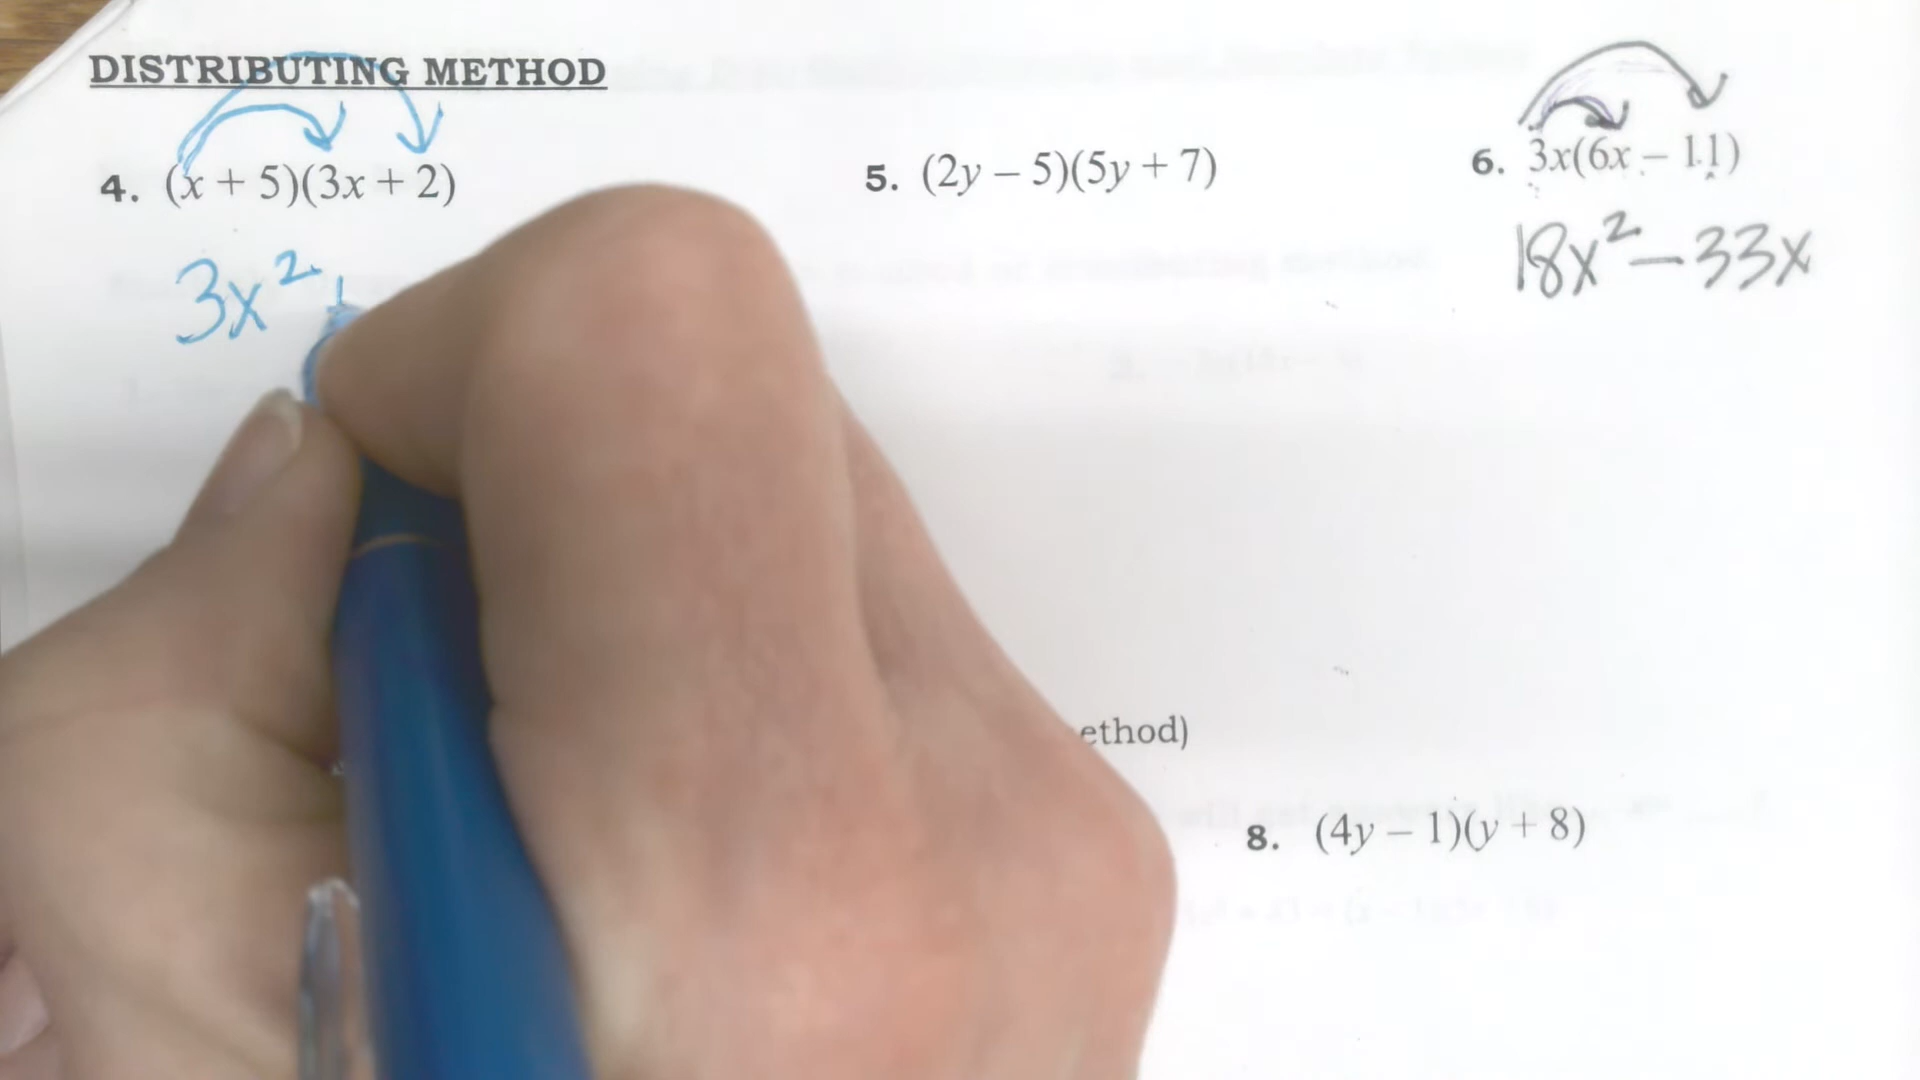 DISTRIBUTING METHOD
4. (x + 5)(3x + 2)
5. (2y – 5)(5y + 7)
6. 3x(6x – 11)
3x² +
18x² – 33x
ethod)
8. (4y – 1)(y + 8)